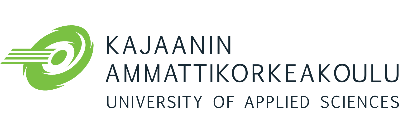 KAJAANIN
AMMATTIKORKEAKOULU
UNIVERSITY OF APPLIED SCIENCES